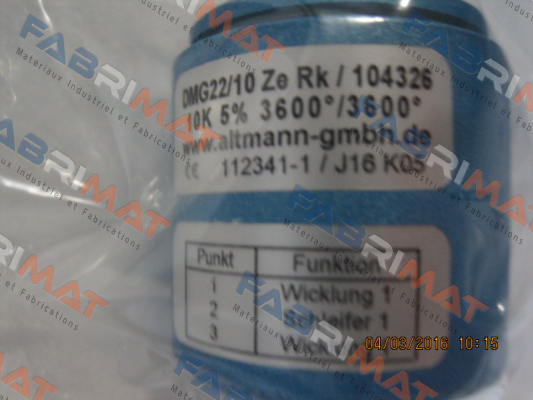 DMG22/10 Ze Rk / 104326
10K 5% 3600°/3600°
www.altmann-gmbh.de
CE 112341-1 / J16 K05
Punkt Funktion
1 Wicklung 1
2 Schleifer 1
3 1
04/03/2016 10:15
FABRIMAT
Materiaux Industriel et Fabrications